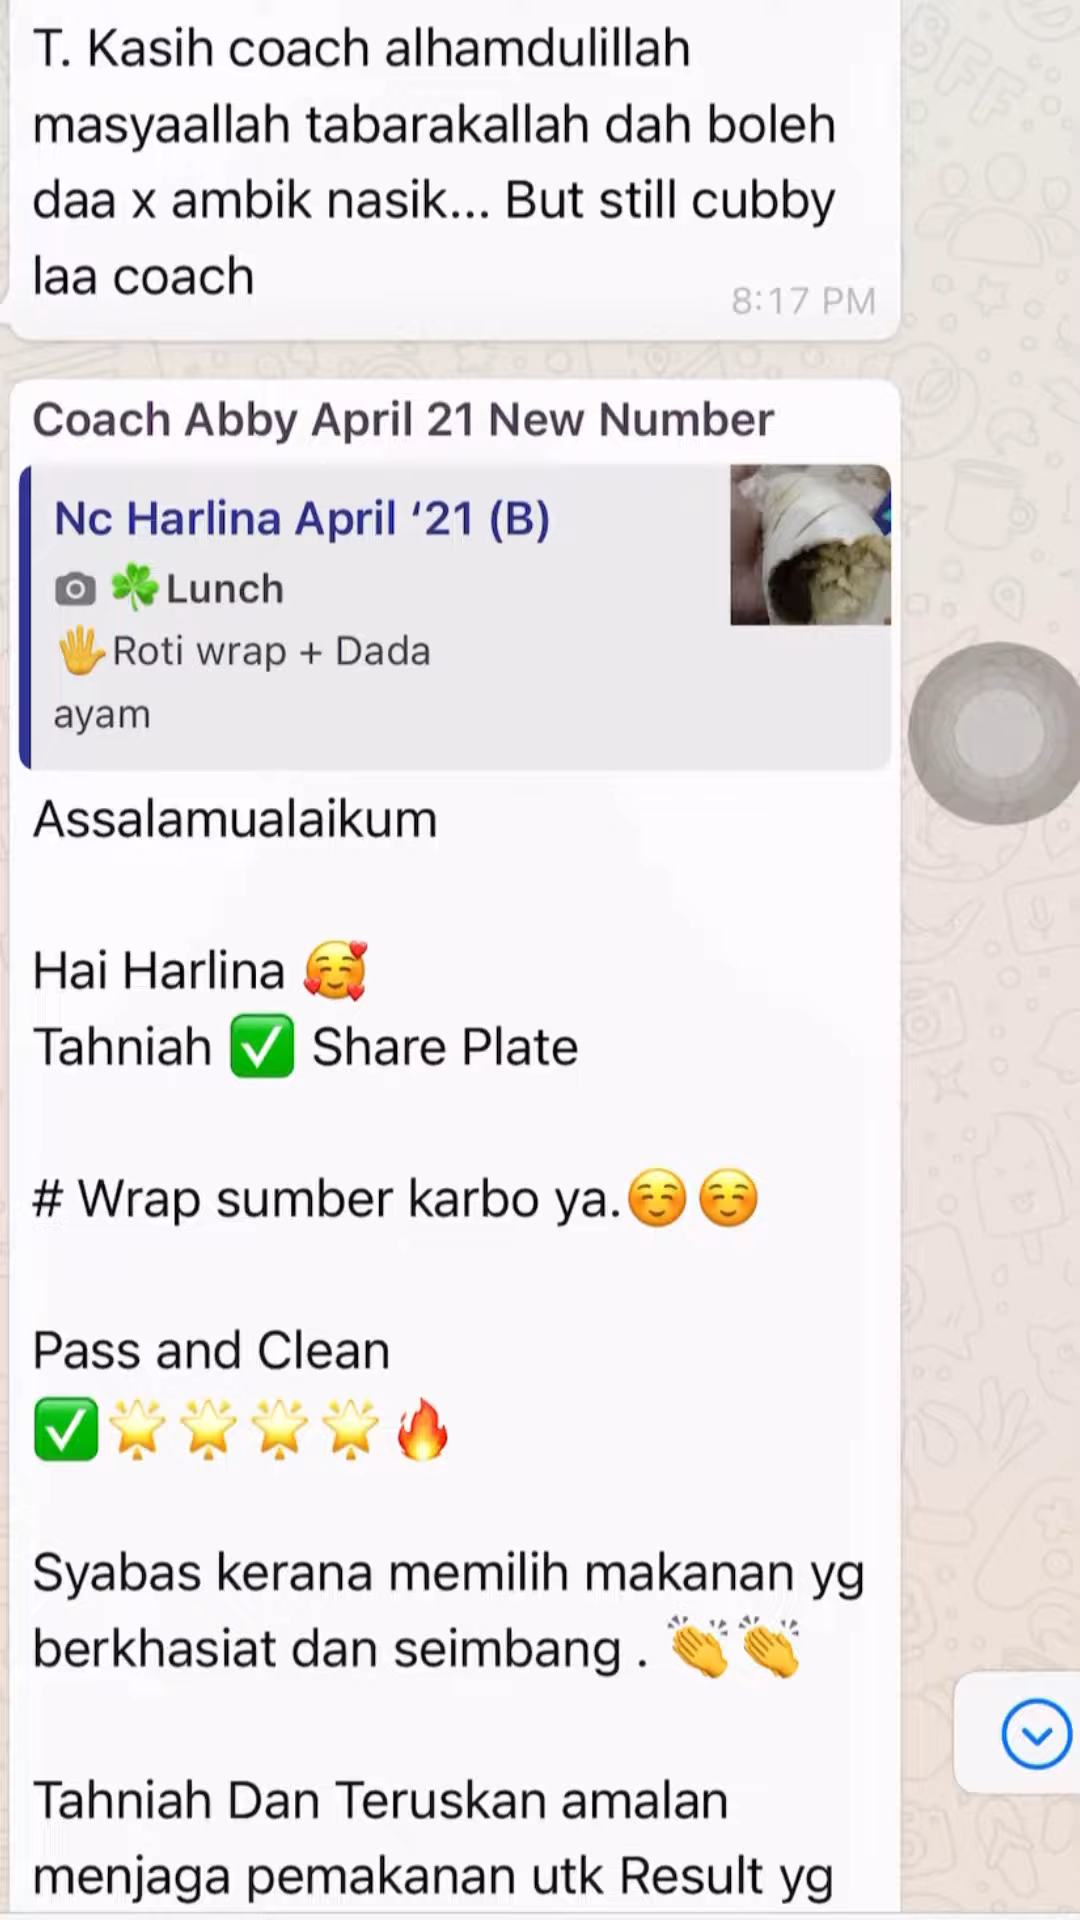 T. Kasih coach alhamdulillah
masyaallah tabarakallah dah boleh
daa x ambik nasik... But still cubby
laa coach
8:17 PM
Coach Abby April 21 New Number
Nc Harlina April ‘21 (B)
📷 ☘️Lunch
🖐️Roti wrap + Dada
ayam
Assalamualaikum
Hai Harlina 🥰
Tahniah ✅ Share Plate
# Wrap sumber karbo ya.☺️☺️
Pass and Clean
✅🌟🌟🌟🌟🔥
Syabas kerana memilih makanan yg
berkhasiat dan seimbang . 👏👏
Tahniah Dan Teruskan amalan
menjaga pemakanan utk Result yg